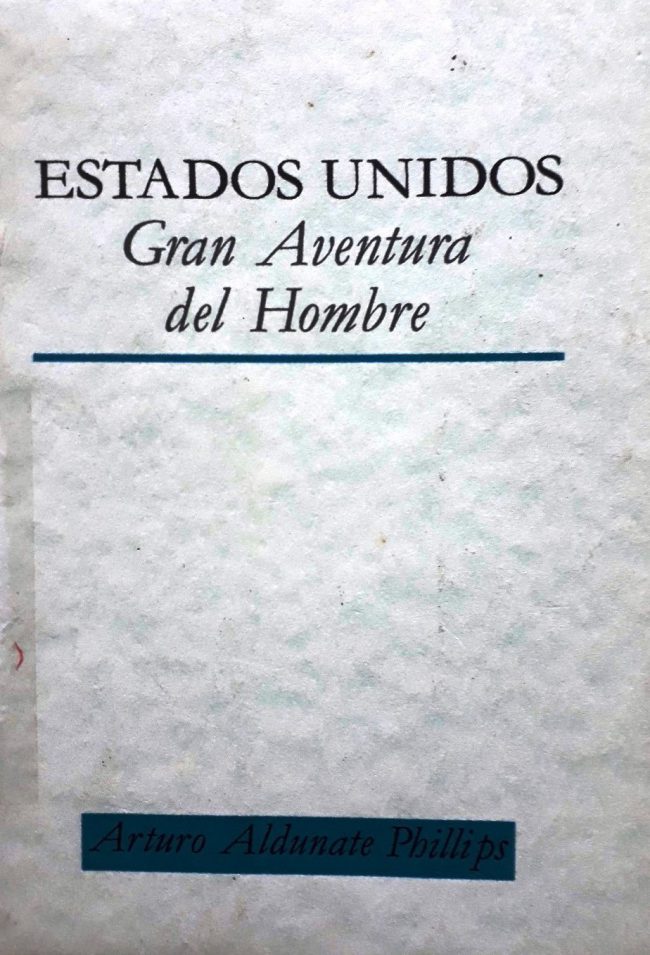 ESTADOS UNIDOS
Gran Aventura
del Hombre
Arturo Aldunate Phillips